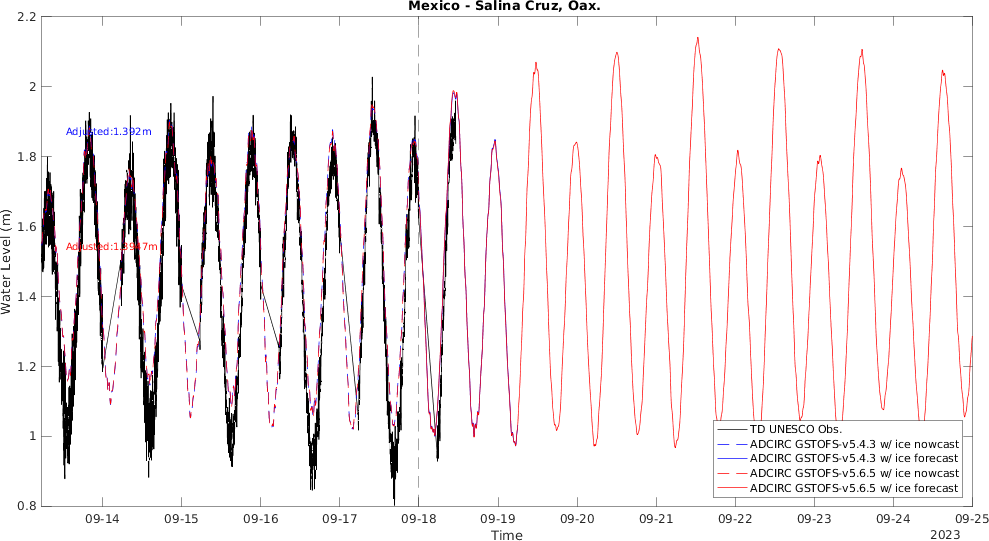 Mexico - Salina Cruz, Oax.
2.2
2
1.8
1.6
1.4
1.2
1
0.8
Water Level (m)
Adjusted:1.392m
Adjusted:1.3947m
TD UNESCO Obs.
ADCIRC GSTOFS-v5.4.3 w/ ice nowcast
ADCIRC GSTOFS-v5.4.3 w/ ice forecast
ADCIRC GSTOFS-v5.6.5 w/ ice nowcast
ADCIRC GSTOFS-v5.6.5 w/ ice forecast
09-14 09-15 09-16 09-17 09-18 09-19 09-20 09-21 09-22 09-23 09-24 09-25
Time
2023